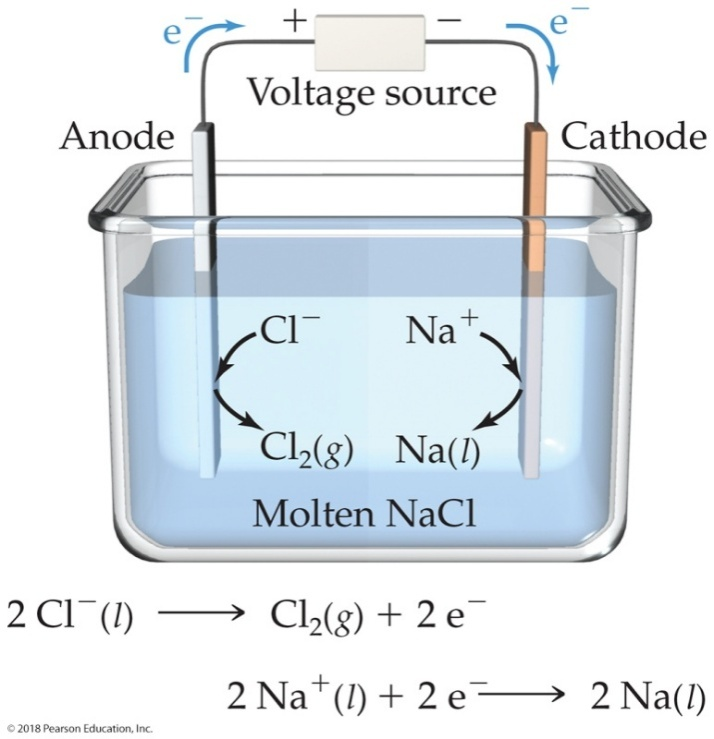 e⁻ + − e⁻
Voltage source
Anode Cathode
Cl⁻ Na⁺
Cl₂(g) Na(l)
Molten NaCl
2 Cl⁻(l) ⟶ Cl₂(g) + 2 e⁻
2 Na⁺(l) + 2 e⁻ ⟶ 2 Na(l)
© 2018 Pearson Education, Inc.